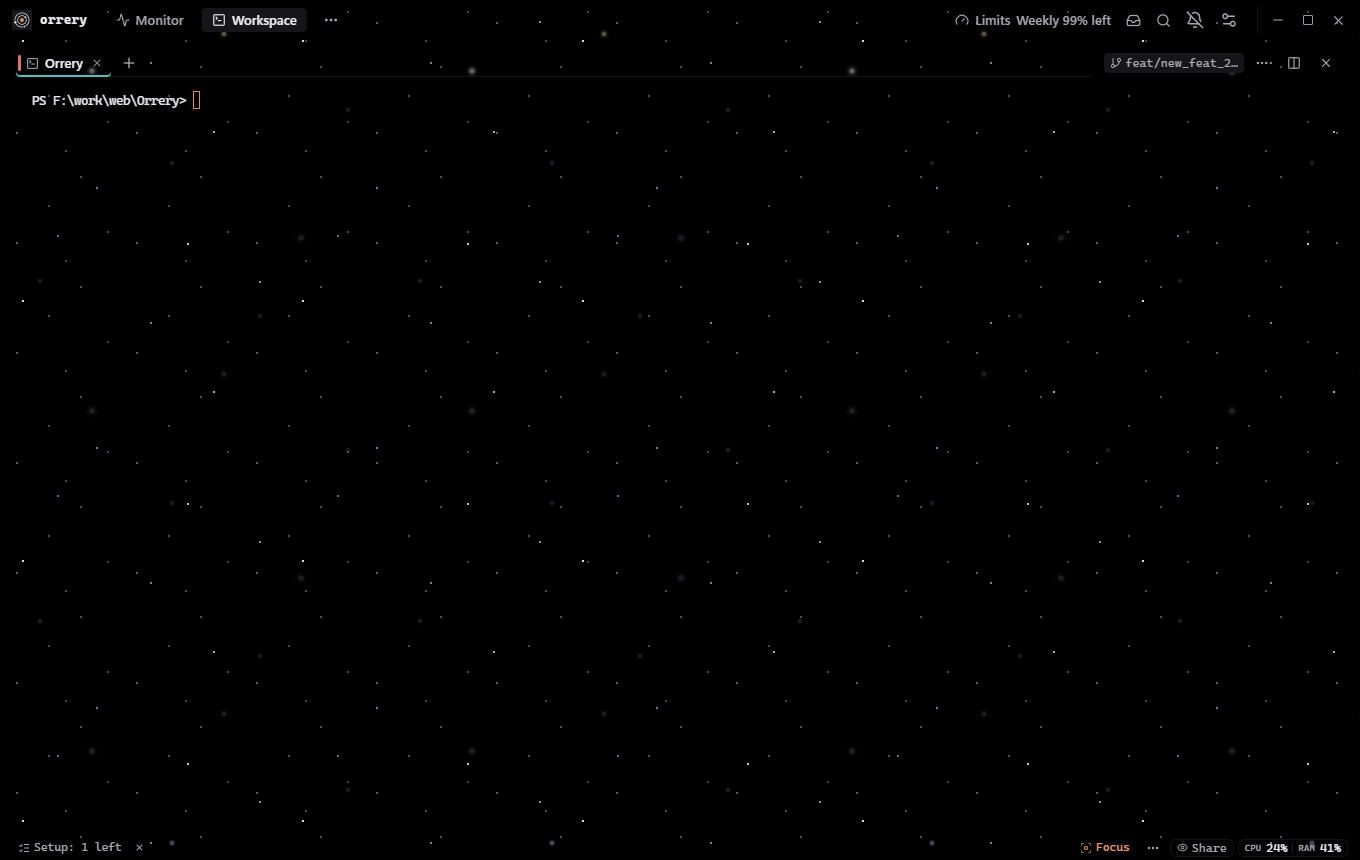 orrery Monitor Workspace Limits Weekly 99% left
Orrery feat/new_feat_2…
PS F:\work\web\Orrery>
Setup: 1 left Focus Share CPU 24% RAM 41%